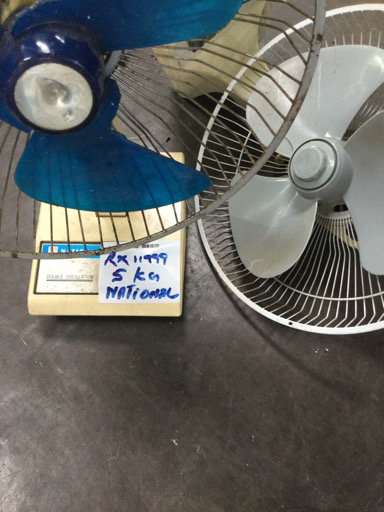 DOUBLE OSCILLATION
RX 11999
5 KG
NATIONAL